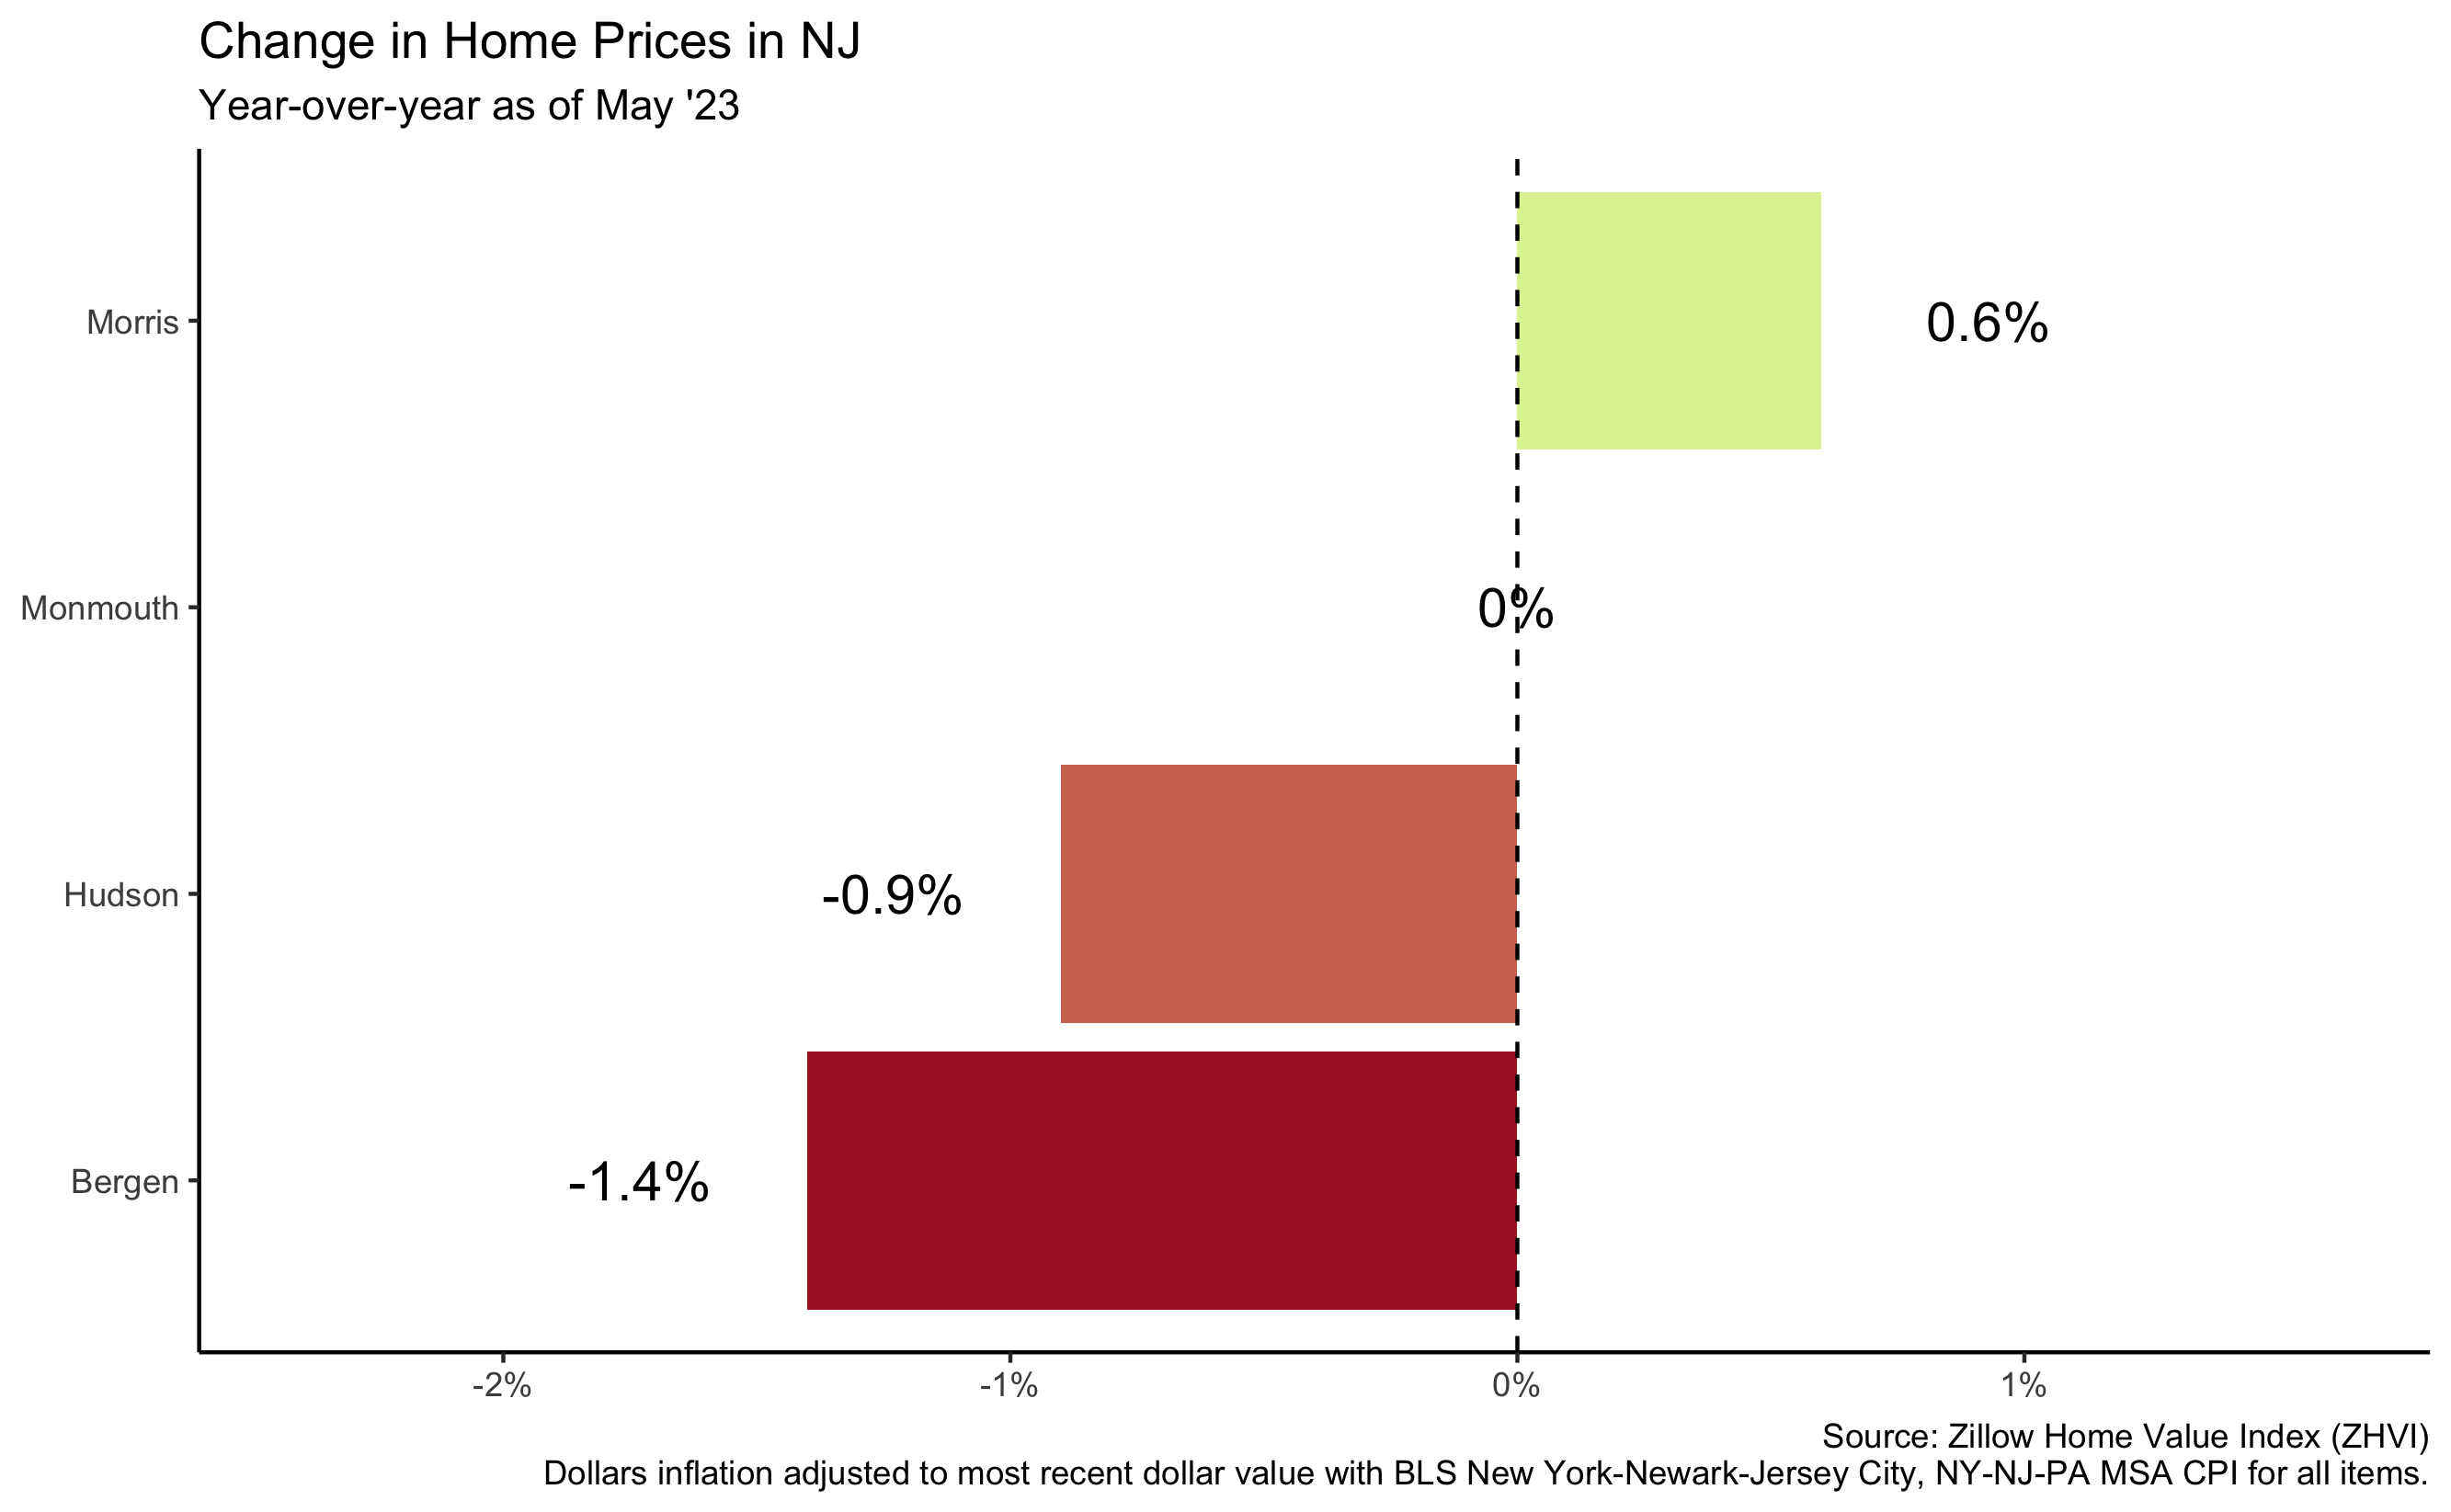 Change in Home Prices in NJ
Year-over-year as of May '23
Morris
0.6%
Monmouth
0%
Hudson
-0.9%
Bergen
-1.4%
-2%
-1%
0%
1%
Source: Zillow Home Value Index (ZHVI)
Dollars inflation adjusted to most recent dollar value with BLS New York-Newark-Jersey City, NY-NJ-PA MSA CPI for all items.